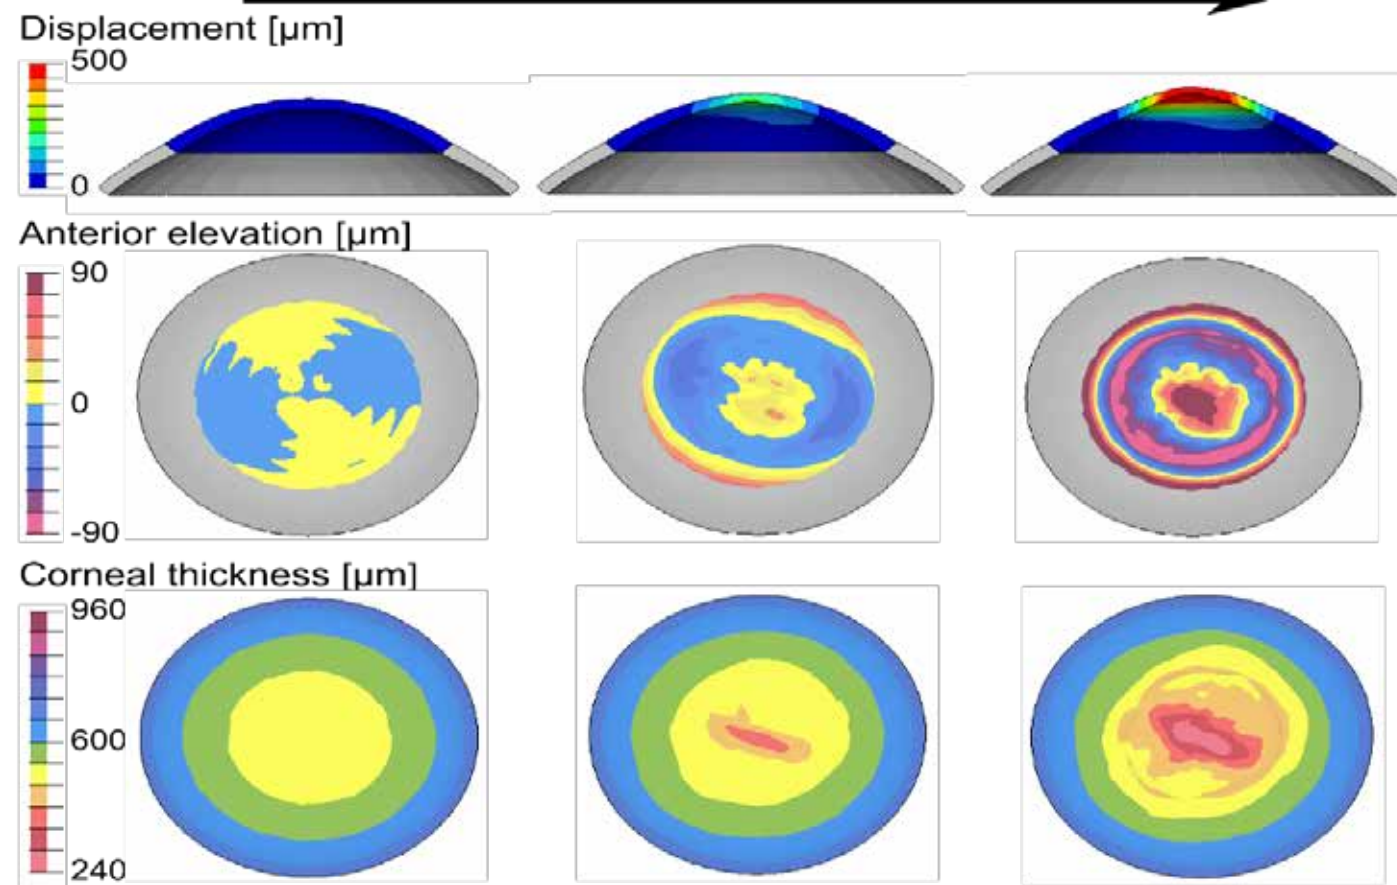 Displacement [µm]
500
0
Anterior elevation [µm]
90
0
-90
Corneal thickness [µm]
960
600
240